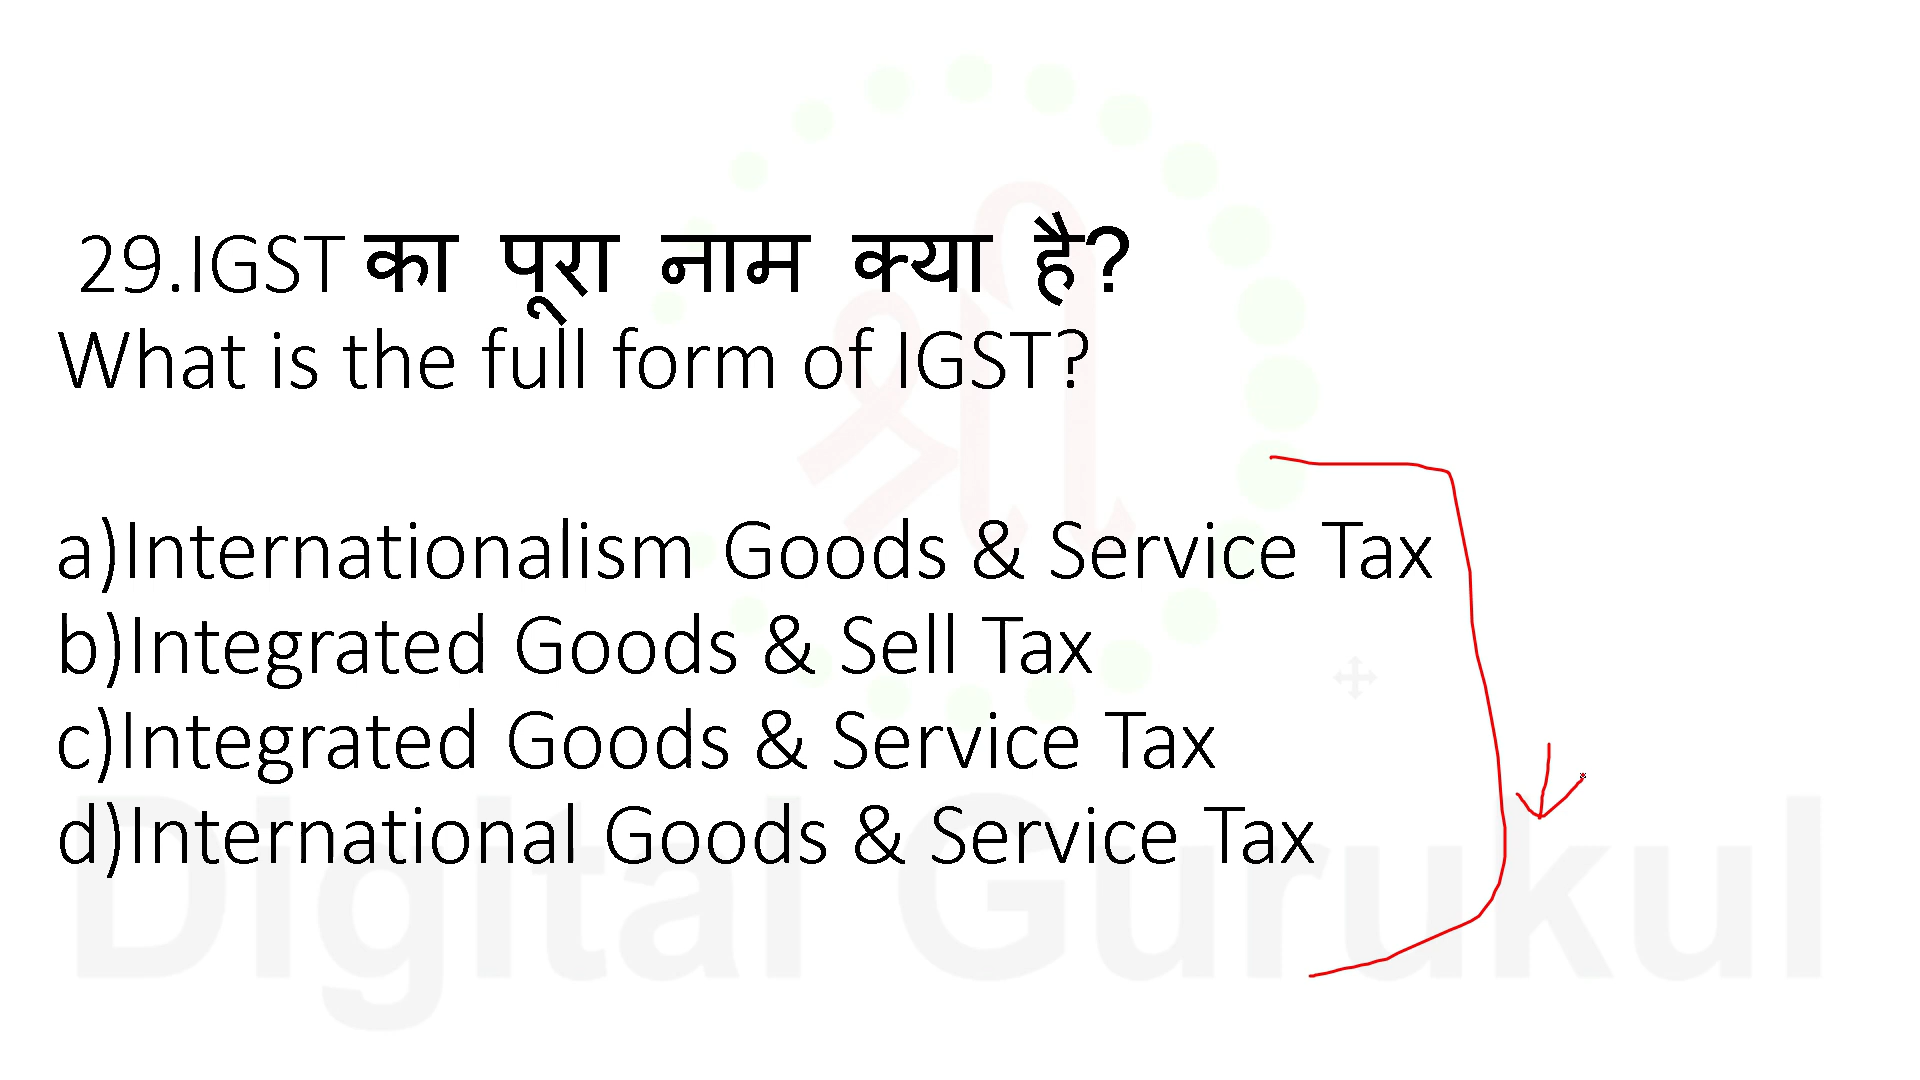 29.IGST का पूरा नाम क्या है?
What is the full form of IGST?
a)Internationalism Goods & Service Tax
b)Integrated Goods & Sell Tax
c)Integrated Goods & Service Tax
d)International Goods & Service Tax
श्री
Digital Gurukul